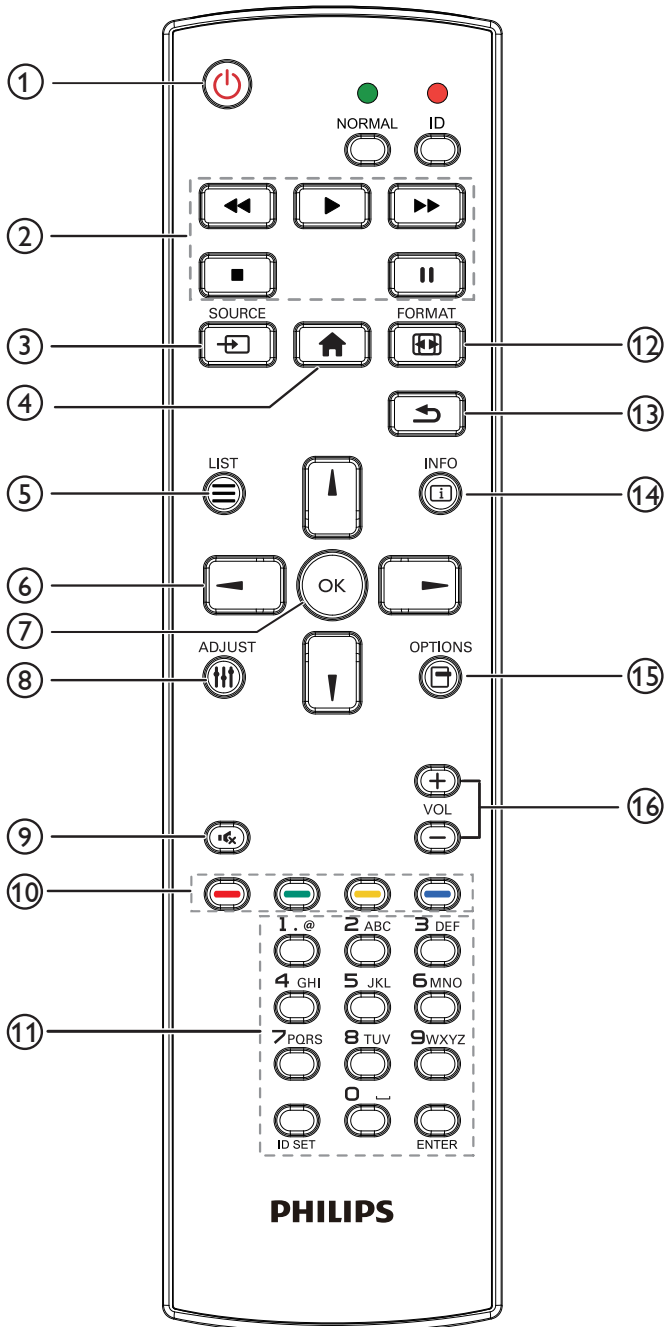 ①
NORMAL ID
②
SOURCE FORMAT
③ ⑫
④
⑬
LIST INFO
⑤ ⑭
⑥ OK
⑦
ADJUST OPTIONS
⑧ ⑮
VOL ⑯
⑨
⑩
1 . @ 2 ABC 3 DEF
4 GHI 5 JKL 6 MNO
⑪ 7 PQRS 8 TUV 9 WXYZ
0 ⎵
ID SET ENTER
PHILIPS